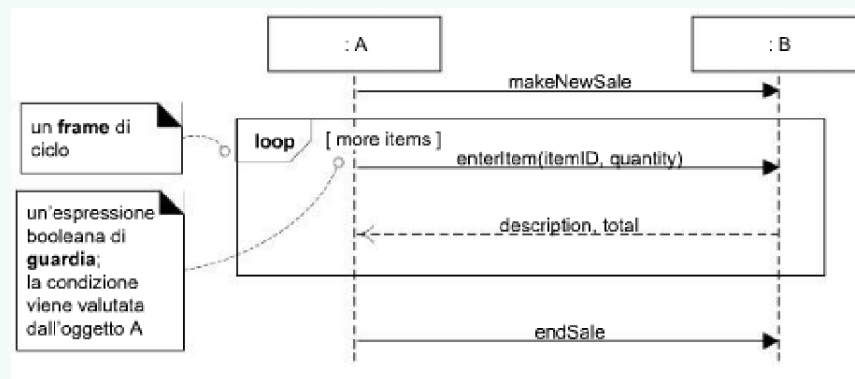 : A
: B
makeNewSale
un frame di
ciclo
loop
[ more items ]
enterItem(itemID, quantity)
un'espressione
booleana di
guardia;
la condizione
viene valutata
dall'oggetto A
description, total
endSale